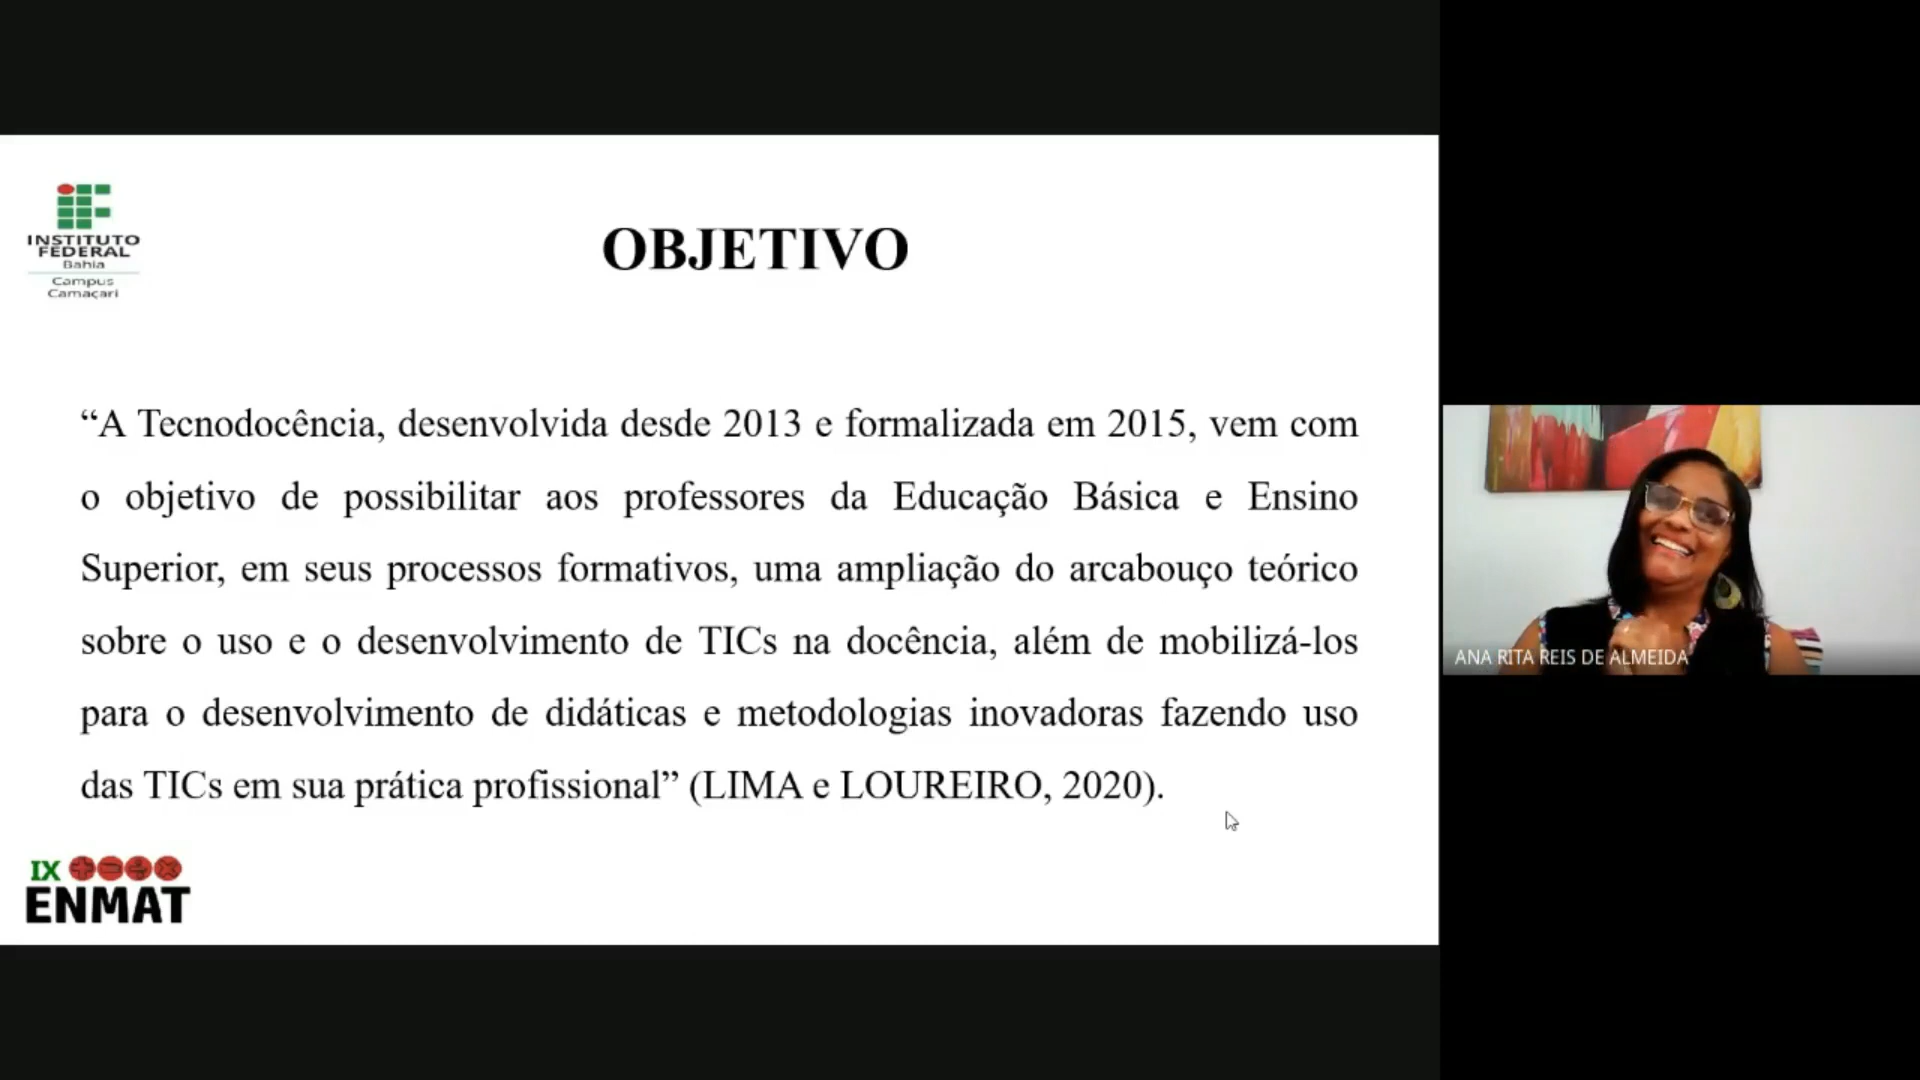 INSTITUTO
FEDERAL
Bahia
Campus
Camaçari
OBJETIVO
“A Tecnodocência, desenvolvida desde 2013 e formalizada em 2015, vem com
o objetivo de possibilitar aos professores da Educação Básica e Ensino
Superior, em seus processos formativos, uma ampliação do arcabouço teórico
sobre o uso e o desenvolvimento de TICs na docência, além de mobilizá-los
para o desenvolvimento de didáticas e metodologias inovadoras fazendo uso
das TICs em sua prática profissional” (LIMA e LOUREIRO, 2020).
IX
ENMAT
ANA RITA REIS DE ALMEIDA